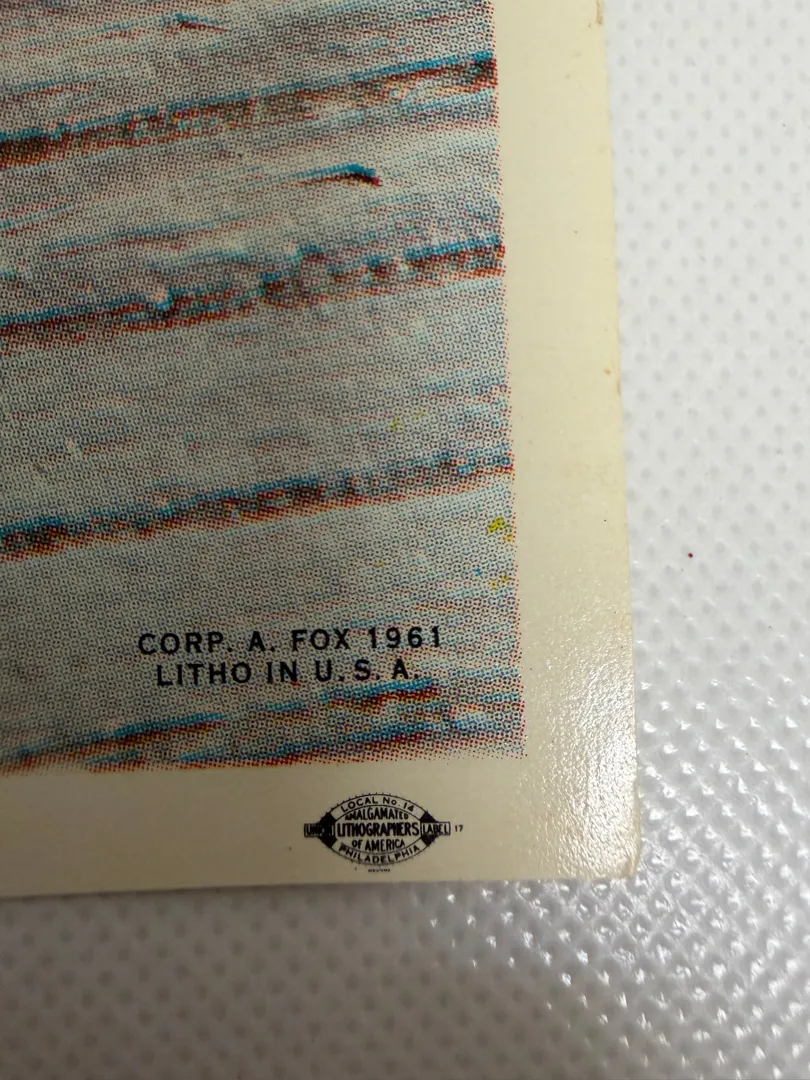 CORP. A. FOX 1961
LITHO IN U.S.A.
LOCAL No. 14
AMALGAMATED
UNION LITHOGRAPHERS LABEL 17
OF AMERICA
PHILADELPHIA